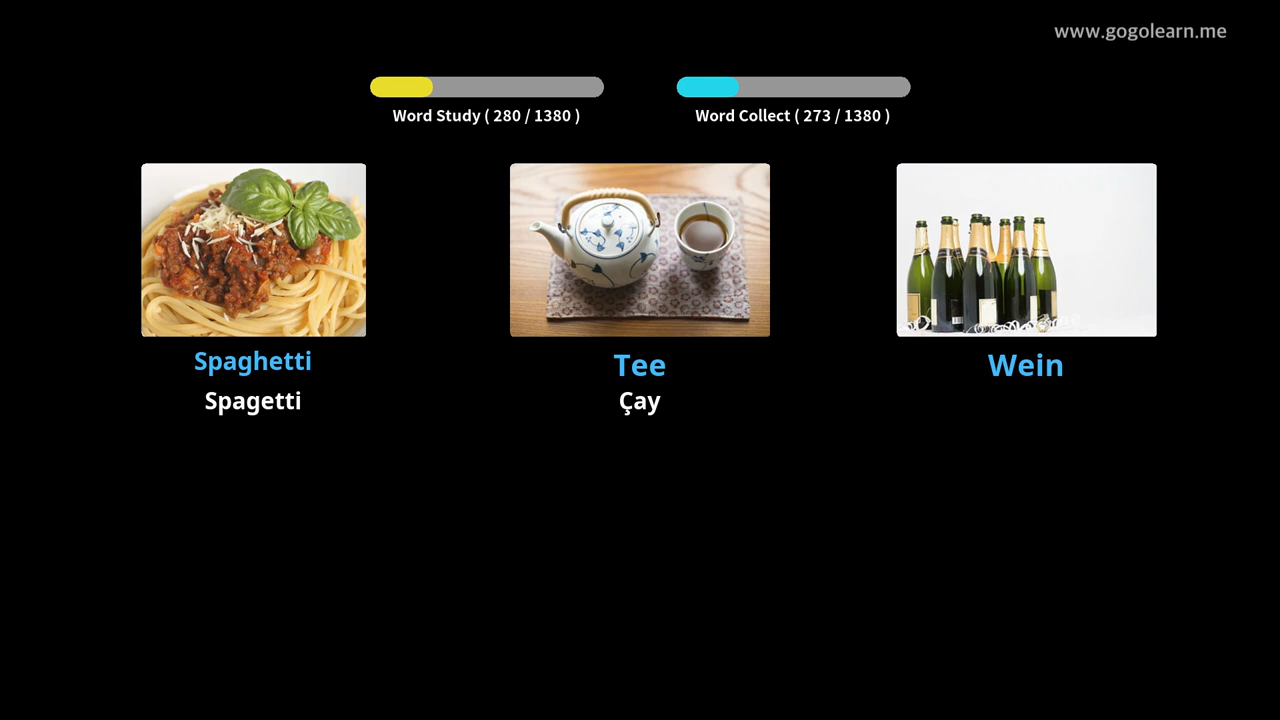 www.gogolearn.me
Word Study ( 280 / 1380 )
Word Collect ( 273 / 1380 )
Spaghetti
Spagetti
Tee
Çay
Wein